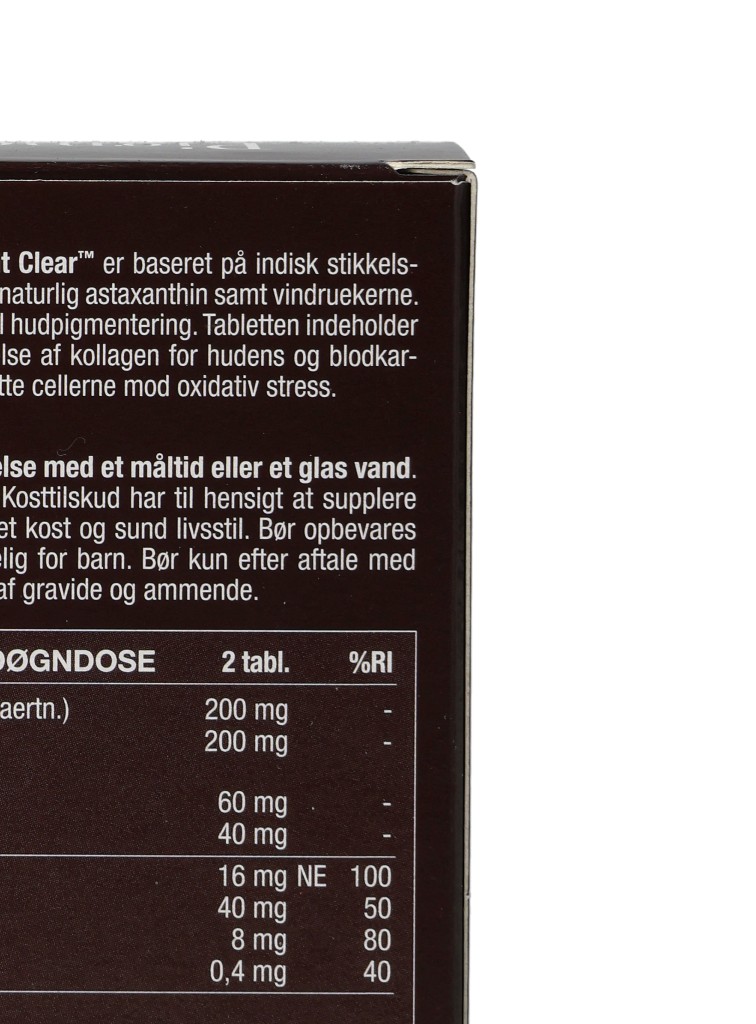 t Clear™ er baseret på indisk stikkels-
naturlig astaxanthin samt vindruekerne.
l hudpigmentering. Tabletten indeholder
lse af kollagen for hudens og blodkar-
tte cellerne mod oxidativ stress.
else med et måltid eller et glas vand.
Kosttilskud har til hensigt at supplere
et kost og sund livsstil. Bør opbevares
elig for barn. Bør kun efter aftale med
af gravide og ammende.
DØGNDOSE 2 tabl. %RI
aertn.) 200 mg -
200 mg -
60 mg -
40 mg -
16 mg NE 100
40 mg 50
8 mg 80
0,4 mg 40